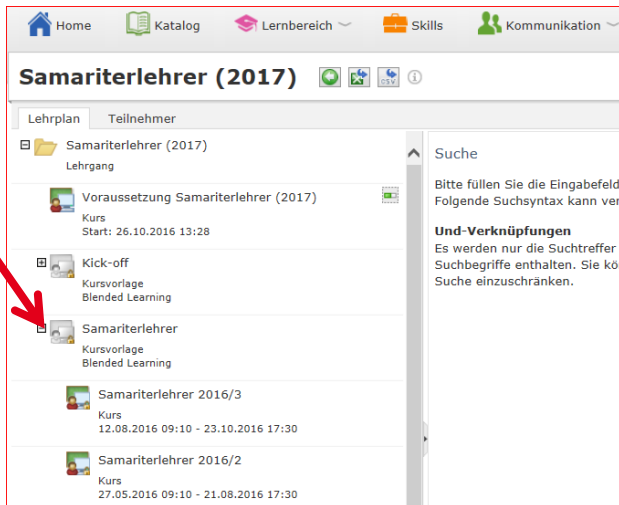 Home Katalog Lernbereich Skills Kommunikation
Samariterlehrer (2017) CSV
Lehrplan Teilnehmer
Samariterlehrer (2017)
Lehrgang
Voraussetzung Samariterlehrer (2017)
Kurs
Start: 26.10.2016 13:28
Kick-off
Kursvorlage
Blended Learning
Samariterlehrer
Kursvorlage
Blended Learning
Samariterlehrer 2016/3
Kurs
12.08.2016 09:10 - 23.10.2016 17:30
Samariterlehrer 2016/2
Kurs
27.05.2016 09:10 - 21.08.2016 17:30
Suche
Bitte füllen Sie die Eingabefeld
Folgende Suchsyntax kann ver
Und-Verknüpfungen
Es werden nur die Suchtreffer
Suchbegriffe enthalten. Sie kö
Suche einzuschränken.